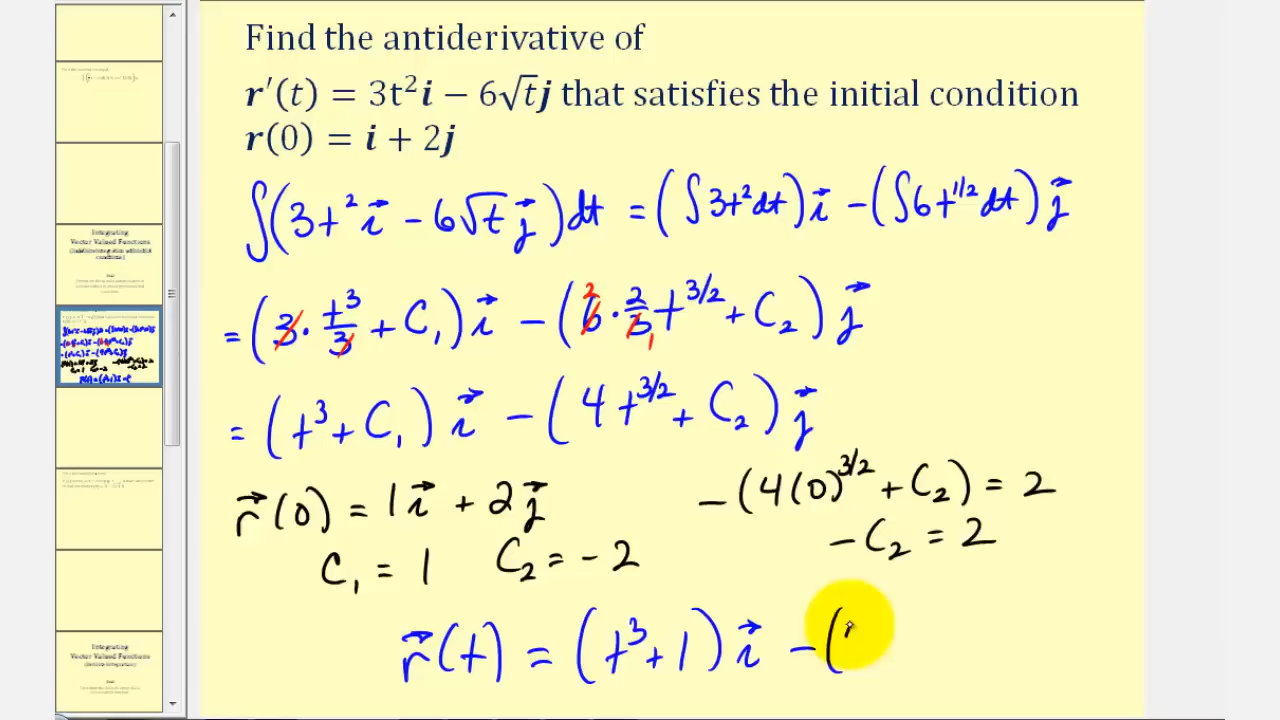 Find the antiderivative of
r′(t) = 3t²i − 6√t j that satisfies the initial condition
r(0) = i + 2j
∫(3t² i⃗ − 6√t j⃗)dt = (∫3t²dt) i⃗ − (∫6t^{1/2} dt) j⃗
= (3 · t³/3 + C₁) i⃗ − (6 2 · 2/3 1 t^{3/2} + C₂) j⃗
= (t³ + C₁) i⃗ − (4t^{3/2} + C₂) j⃗
r⃗(0) = 1i⃗ + 2j⃗
−(4(0)^{3/2} + C₂) = 2
C₁ = 1 C₂ = −2
−C₂ = 2
r⃗(t) = (t³ + 1) i⃗ − (
Integrating
Vector Valued Functions
Integrating
Vector Valued Functions